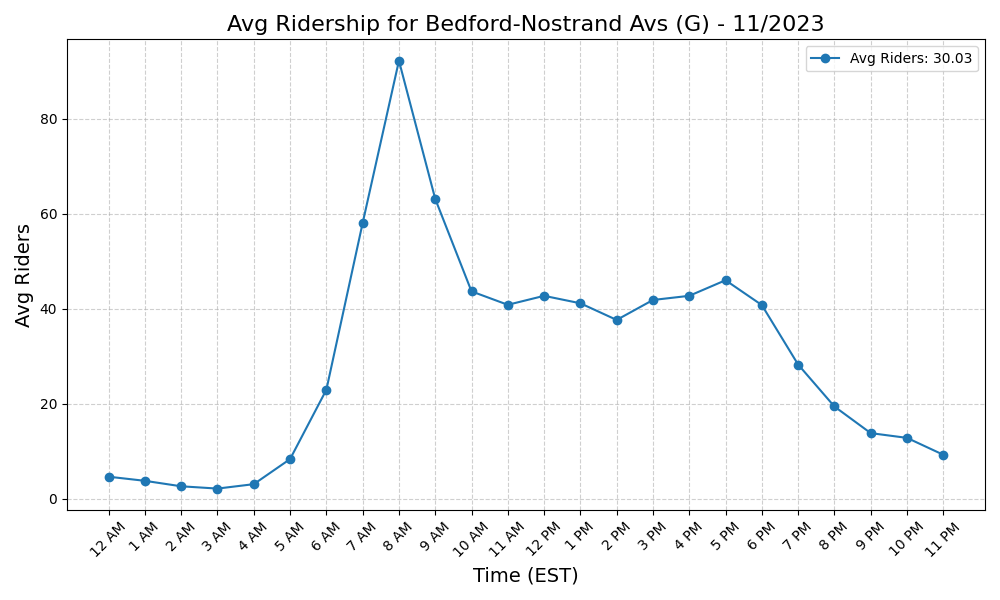 Avg Ridership for Bedford-Nostrand Avs (G) - 11/2023
Avg Riders: 30.03
Avg Riders
80
60
40
20
0
12 AM
1 AM
2 AM
3 AM
4 AM
5 AM
6 AM
7 AM
8 AM
9 AM
10 AM
11 AM
12 PM
1 PM
2 PM
3 PM
4 PM
5 PM
6 PM
7 PM
8 PM
9 PM
10 PM
11 PM
Time (EST)